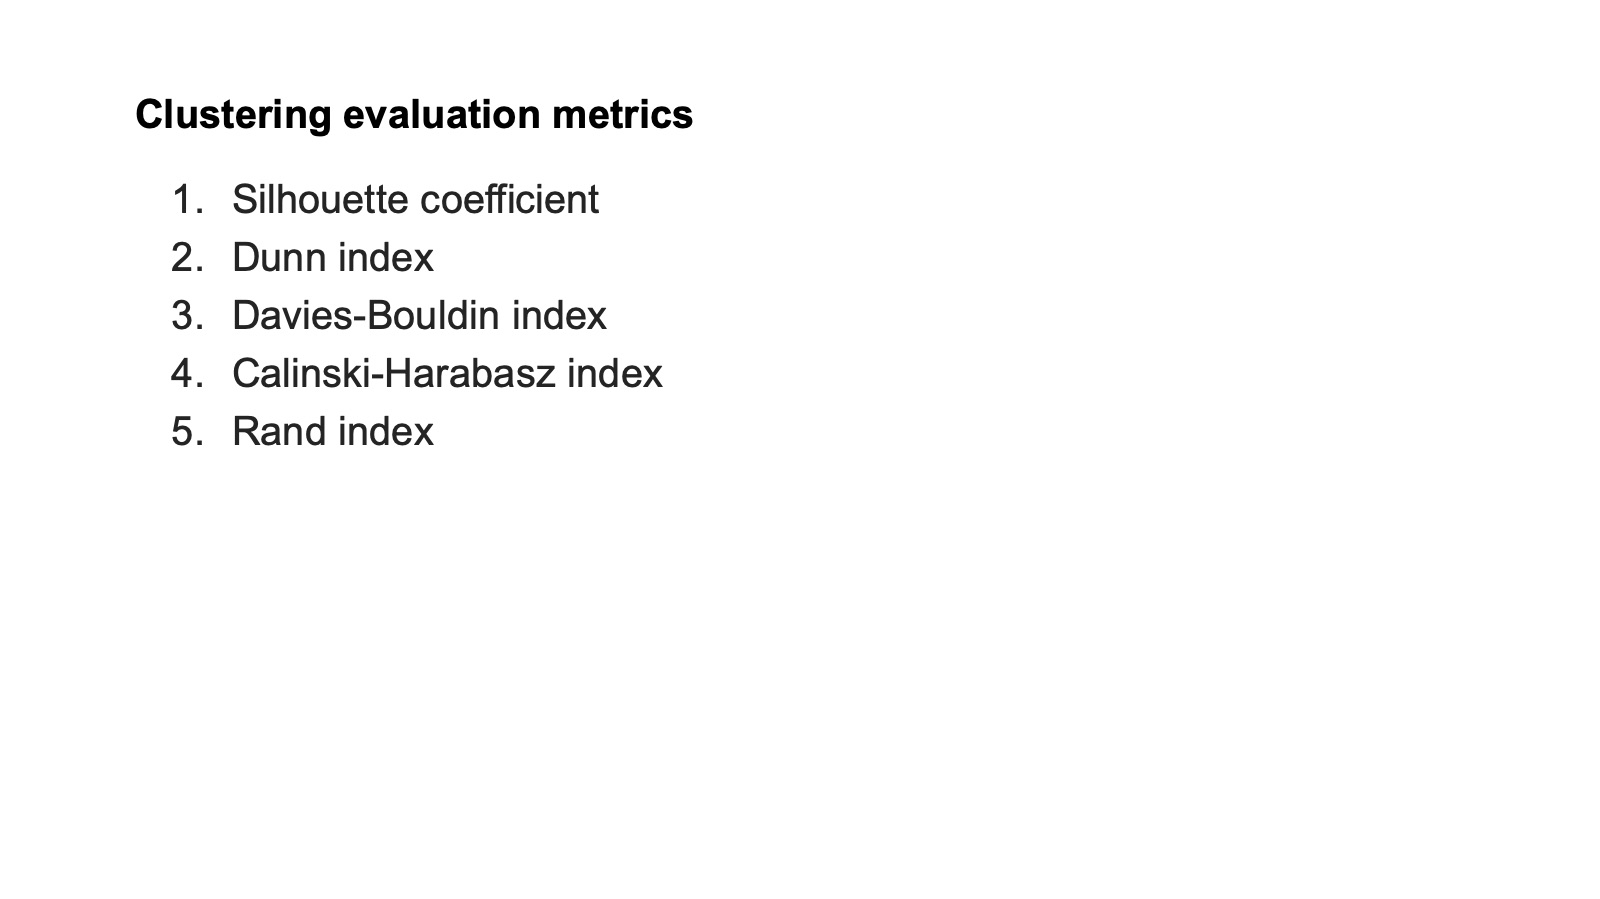 Clustering evaluation metrics
1. Silhouette coefficient
2. Dunn index
3. Davies-Bouldin index
4. Calinski-Harabasz index
5. Rand index